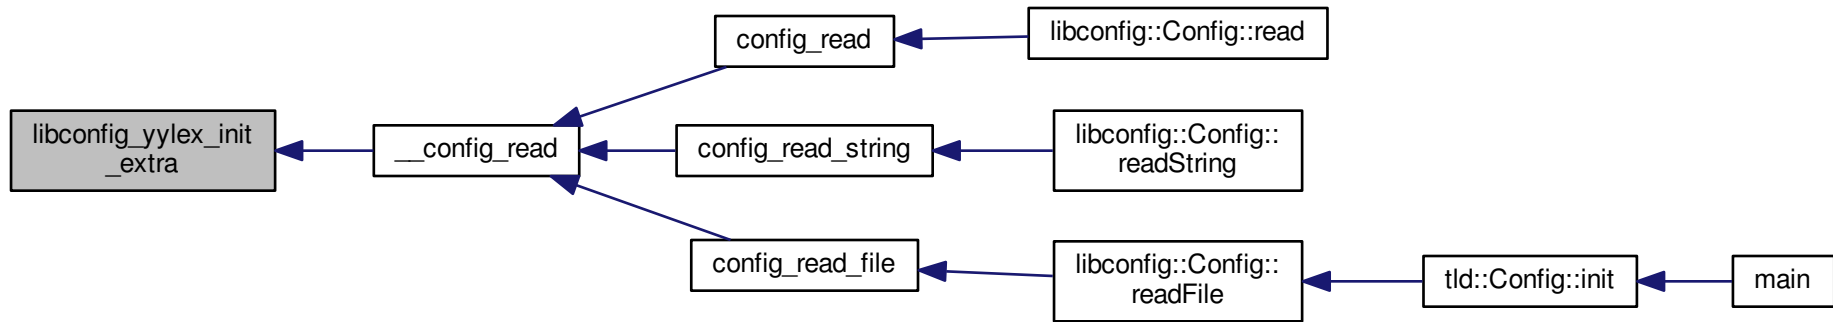 config_read
libconfig::Config::read
libconfig_yylex_init
_extra
__config_read
config_read_string
libconfig::Config::
readString
config_read_file
libconfig::Config::
readFile
tld::Config::init
main